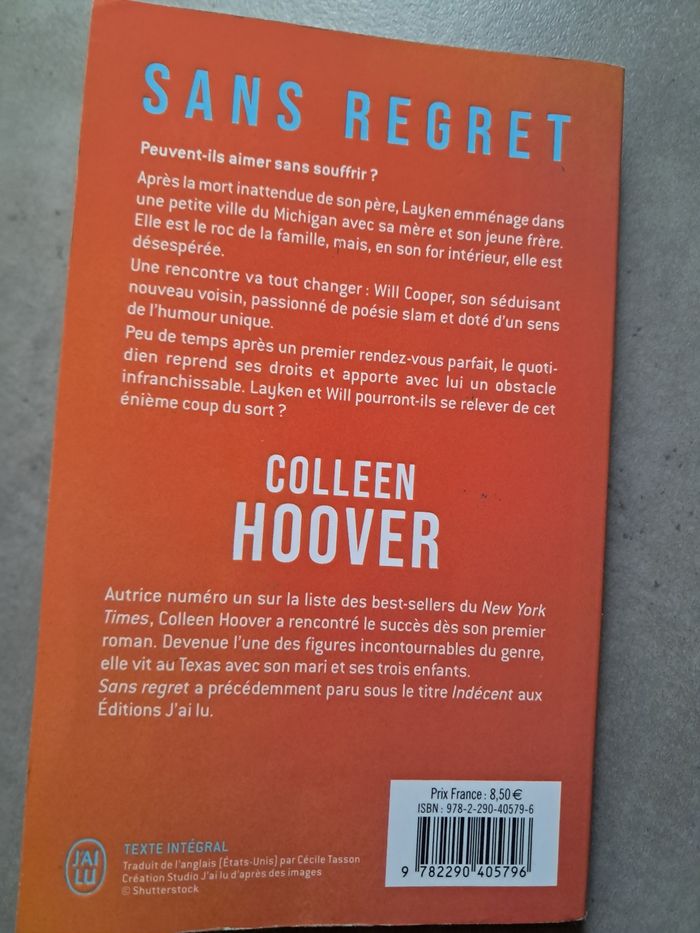 SANS REGRET
Peuvent-ils aimer sans souffrir ?
Après la mort inattendue de son père, Layken emménage dans
une petite ville du Michigan avec sa mère et son jeune frère.
Elle est le roc de la famille, mais, en son for intérieur, elle est
désespérée.
Une rencontre va tout changer : Will Cooper, son séduisant
nouveau voisin, passionné de poésie slam et doté d'un sens
de l'humour unique.
Peu de temps après un premier rendez-vous parfait, le quoti-
dien reprend ses droits et apporte avec lui un obstacle
infranchissable. Layken et Will pourront-ils se relever de cet
énième coup du sort ?
COLLEEN
HOOVER
Autrice numéro un sur la liste des best-sellers du New York
Times, Colleen Hoover a rencontré le succès dès son premier
roman. Devenue l'une des figures incontournables du genre,
elle vit au Texas avec son mari et ses trois enfants.
Sans regret a précédemment paru sous le titre Indécent aux
Éditions J'ai lu.
Prix France : 8,50 €
ISBN : 978-2-290-40579-6
9 782290 405796
J'AI
LU
TEXTE INTÉGRAL
Traduit de l'anglais (États-Unis) par Cécile Tasson
Création Studio J'ai lu d'après des images
© Shutterstock